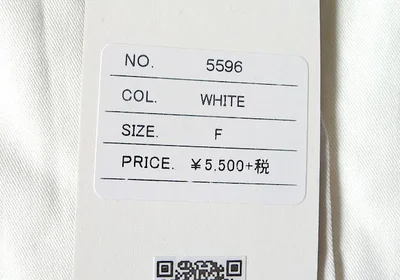 NO. 5596
COL. WHITE
SIZE. F
PRICE. ¥5,500+税